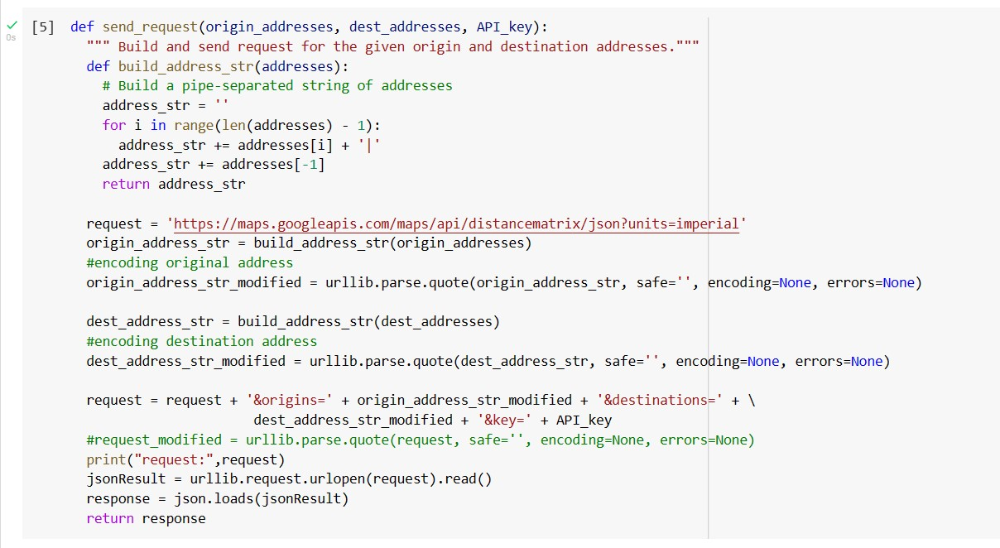 [5] def send_request(origin_addresses, dest_addresses, API_key):
0s
""" Build and send request for the given origin and destination addresses."""
def build_address_str(addresses):
# Build a pipe-separated string of addresses
address_str = ''
for i in range(len(addresses) - 1):
address_str += addresses[i] + '|'
address_str += addresses[-1]
return address_str
request = 'https://maps.googleapis.com/maps/api/distancematrix/json?units=imperial'
origin_address_str = build_address_str(origin_addresses)
#encoding original address
origin_address_str_modified = urllib.parse.quote(origin_address_str, safe='', encoding=None, errors=None)
dest_address_str = build_address_str(dest_addresses)
#encoding destination address
dest_address_str_modified = urllib.parse.quote(dest_address_str, safe='', encoding=None, errors=None)
request = request + '&origins=' + origin_address_str_modified + '&destinations=' + \
dest_address_str_modified + '&key=' + API_key
#request_modified = urllib.parse.quote(request, safe='', encoding=None, errors=None)
print("request:",request)
jsonResult = urllib.request.urlopen(request).read()
response = json.loads(jsonResult)
return response